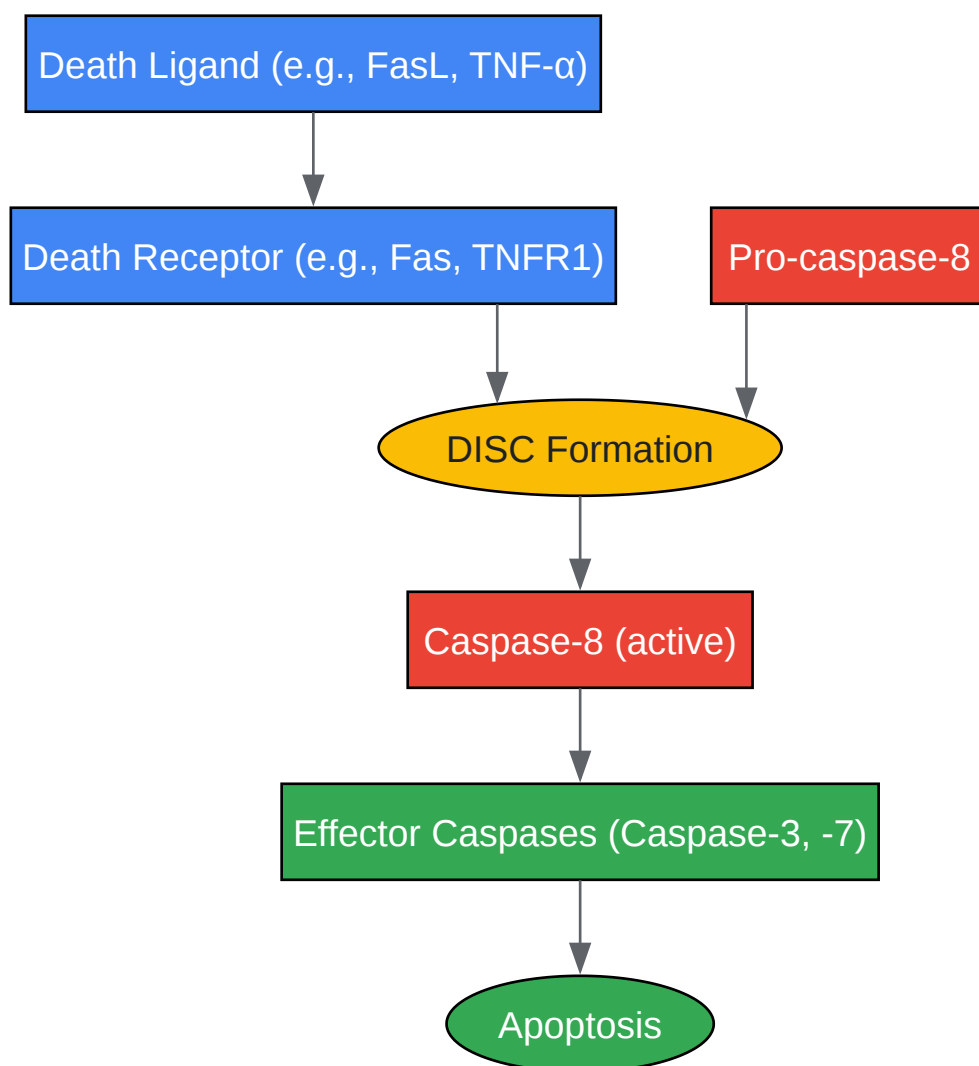 Death Ligand (e.g., FasL, TNF-α)
Death Receptor (e.g., Fas, TNFR1)
Pro-caspase-8
DISC Formation
Caspase-8 (active)
Effector Caspases (Caspase-3, -7)
Apoptosis